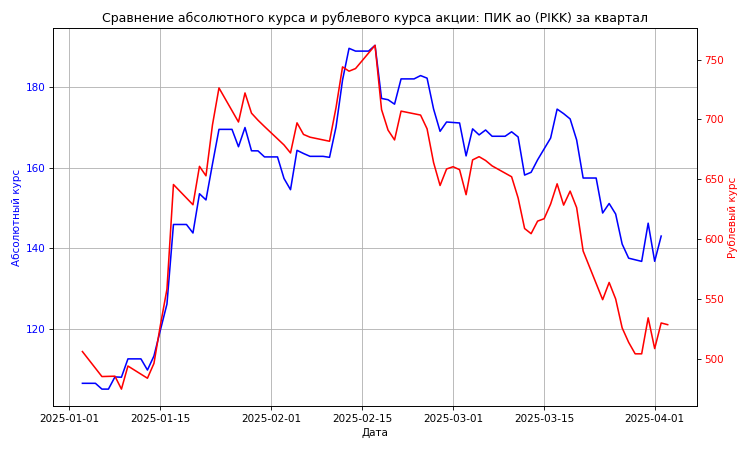 Сравнение абсолютного курса и рублевого курса акции: ПИК ао (PIKK) за квартал
Абсолютный курс
180
160
140
120
750
700
650
600
550
500
Рублевый курс
2025-01-01 2025-01-15 2025-02-01 2025-02-15 2025-03-01 2025-03-15 2025-04-01
Дата